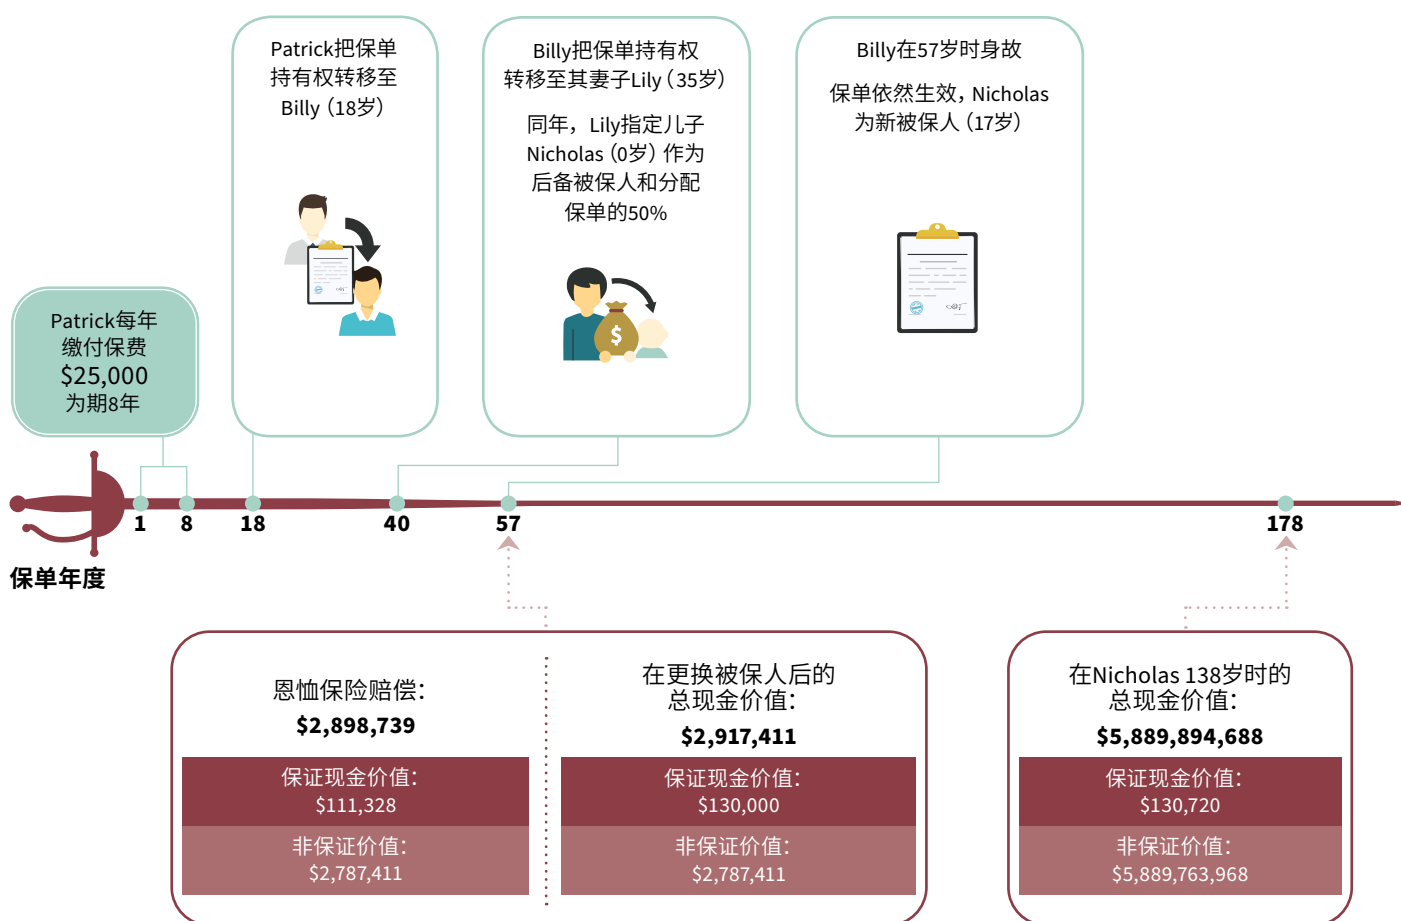 Patrick把保单
持有权转移至
Billy（18岁）
Billy把保单持有权
转移至其妻子Lily（35岁）
同年，Lily指定儿子
Nicholas（0岁）作为
后备被保人和分配
保单的50%
Billy在57岁时身故
保单依然生效，Nicholas
为新被保人（17岁）
Patrick每年
缴付保费
$25,000
为期8年
1 8 18 40 57 178
保单年度
恩恤保险赔偿：
$2,898,739
保证现金价值：
$111,328
非保证价值：
$2,787,411
在更换被保人后的
总现金价值：
$2,917,411
保证现金价值：
$130,000
非保证价值：
$2,787,411
在Nicholas 138岁时的
总现金价值：
$5,889,894,688
保证现金价值：
$130,720
非保证价值：
$5,889,763,968